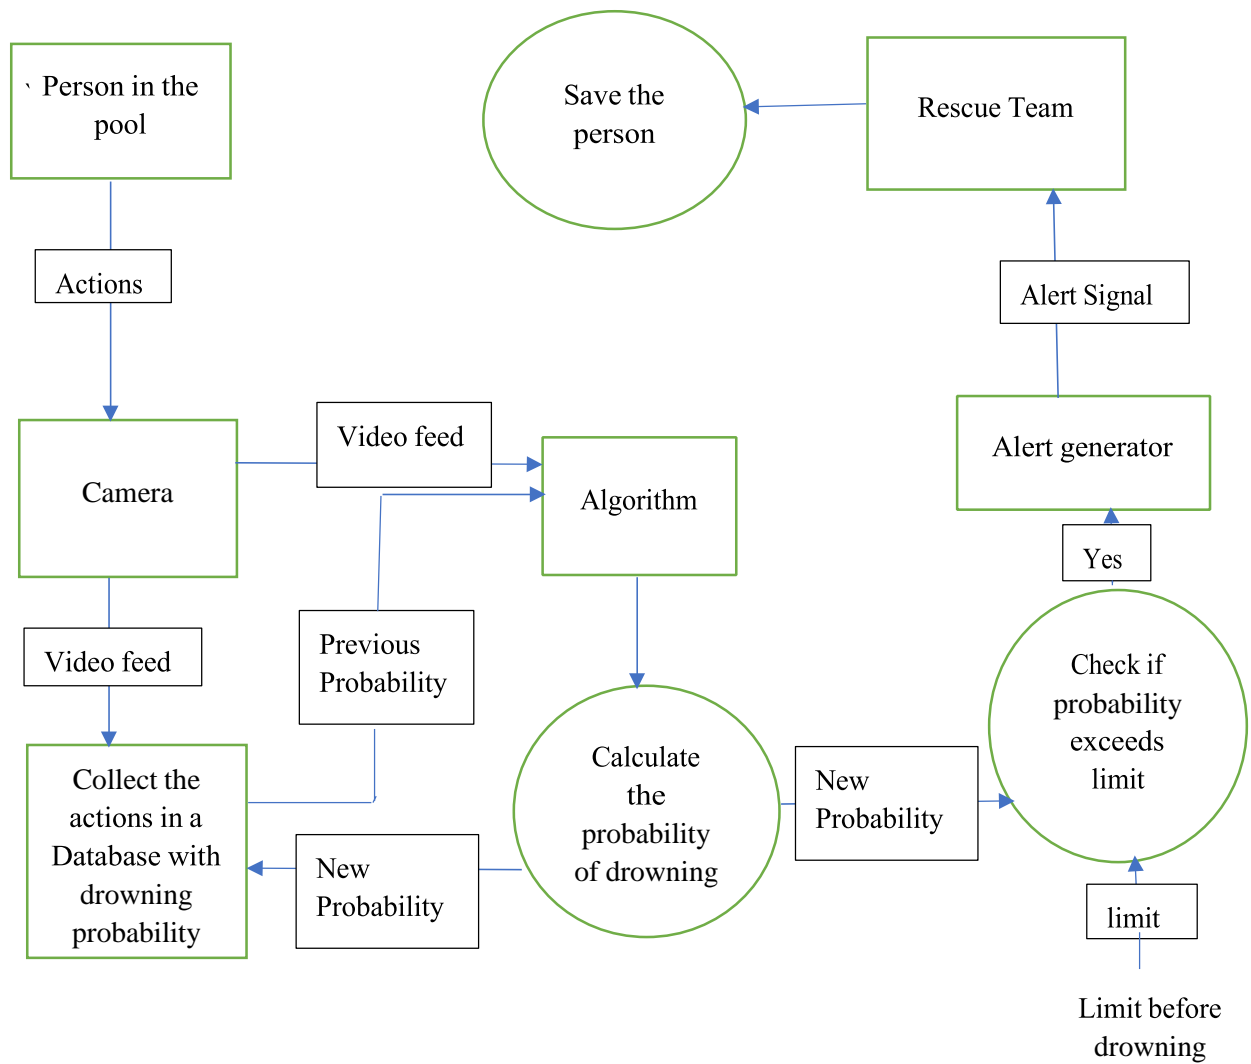 ` Person in the
pool
Save the
person
Rescue Team
Actions
Alert Signal
Video feed
Camera
Algorithm
Alert generator
Yes
Video feed
Previous
Probability
Check if
probability
exceeds
limit
Collect the
actions in a
Database with
drowning
probability
New
Probability
Calculate
the
probability
of drowning
New
Probability
limit
Limit before
drowning